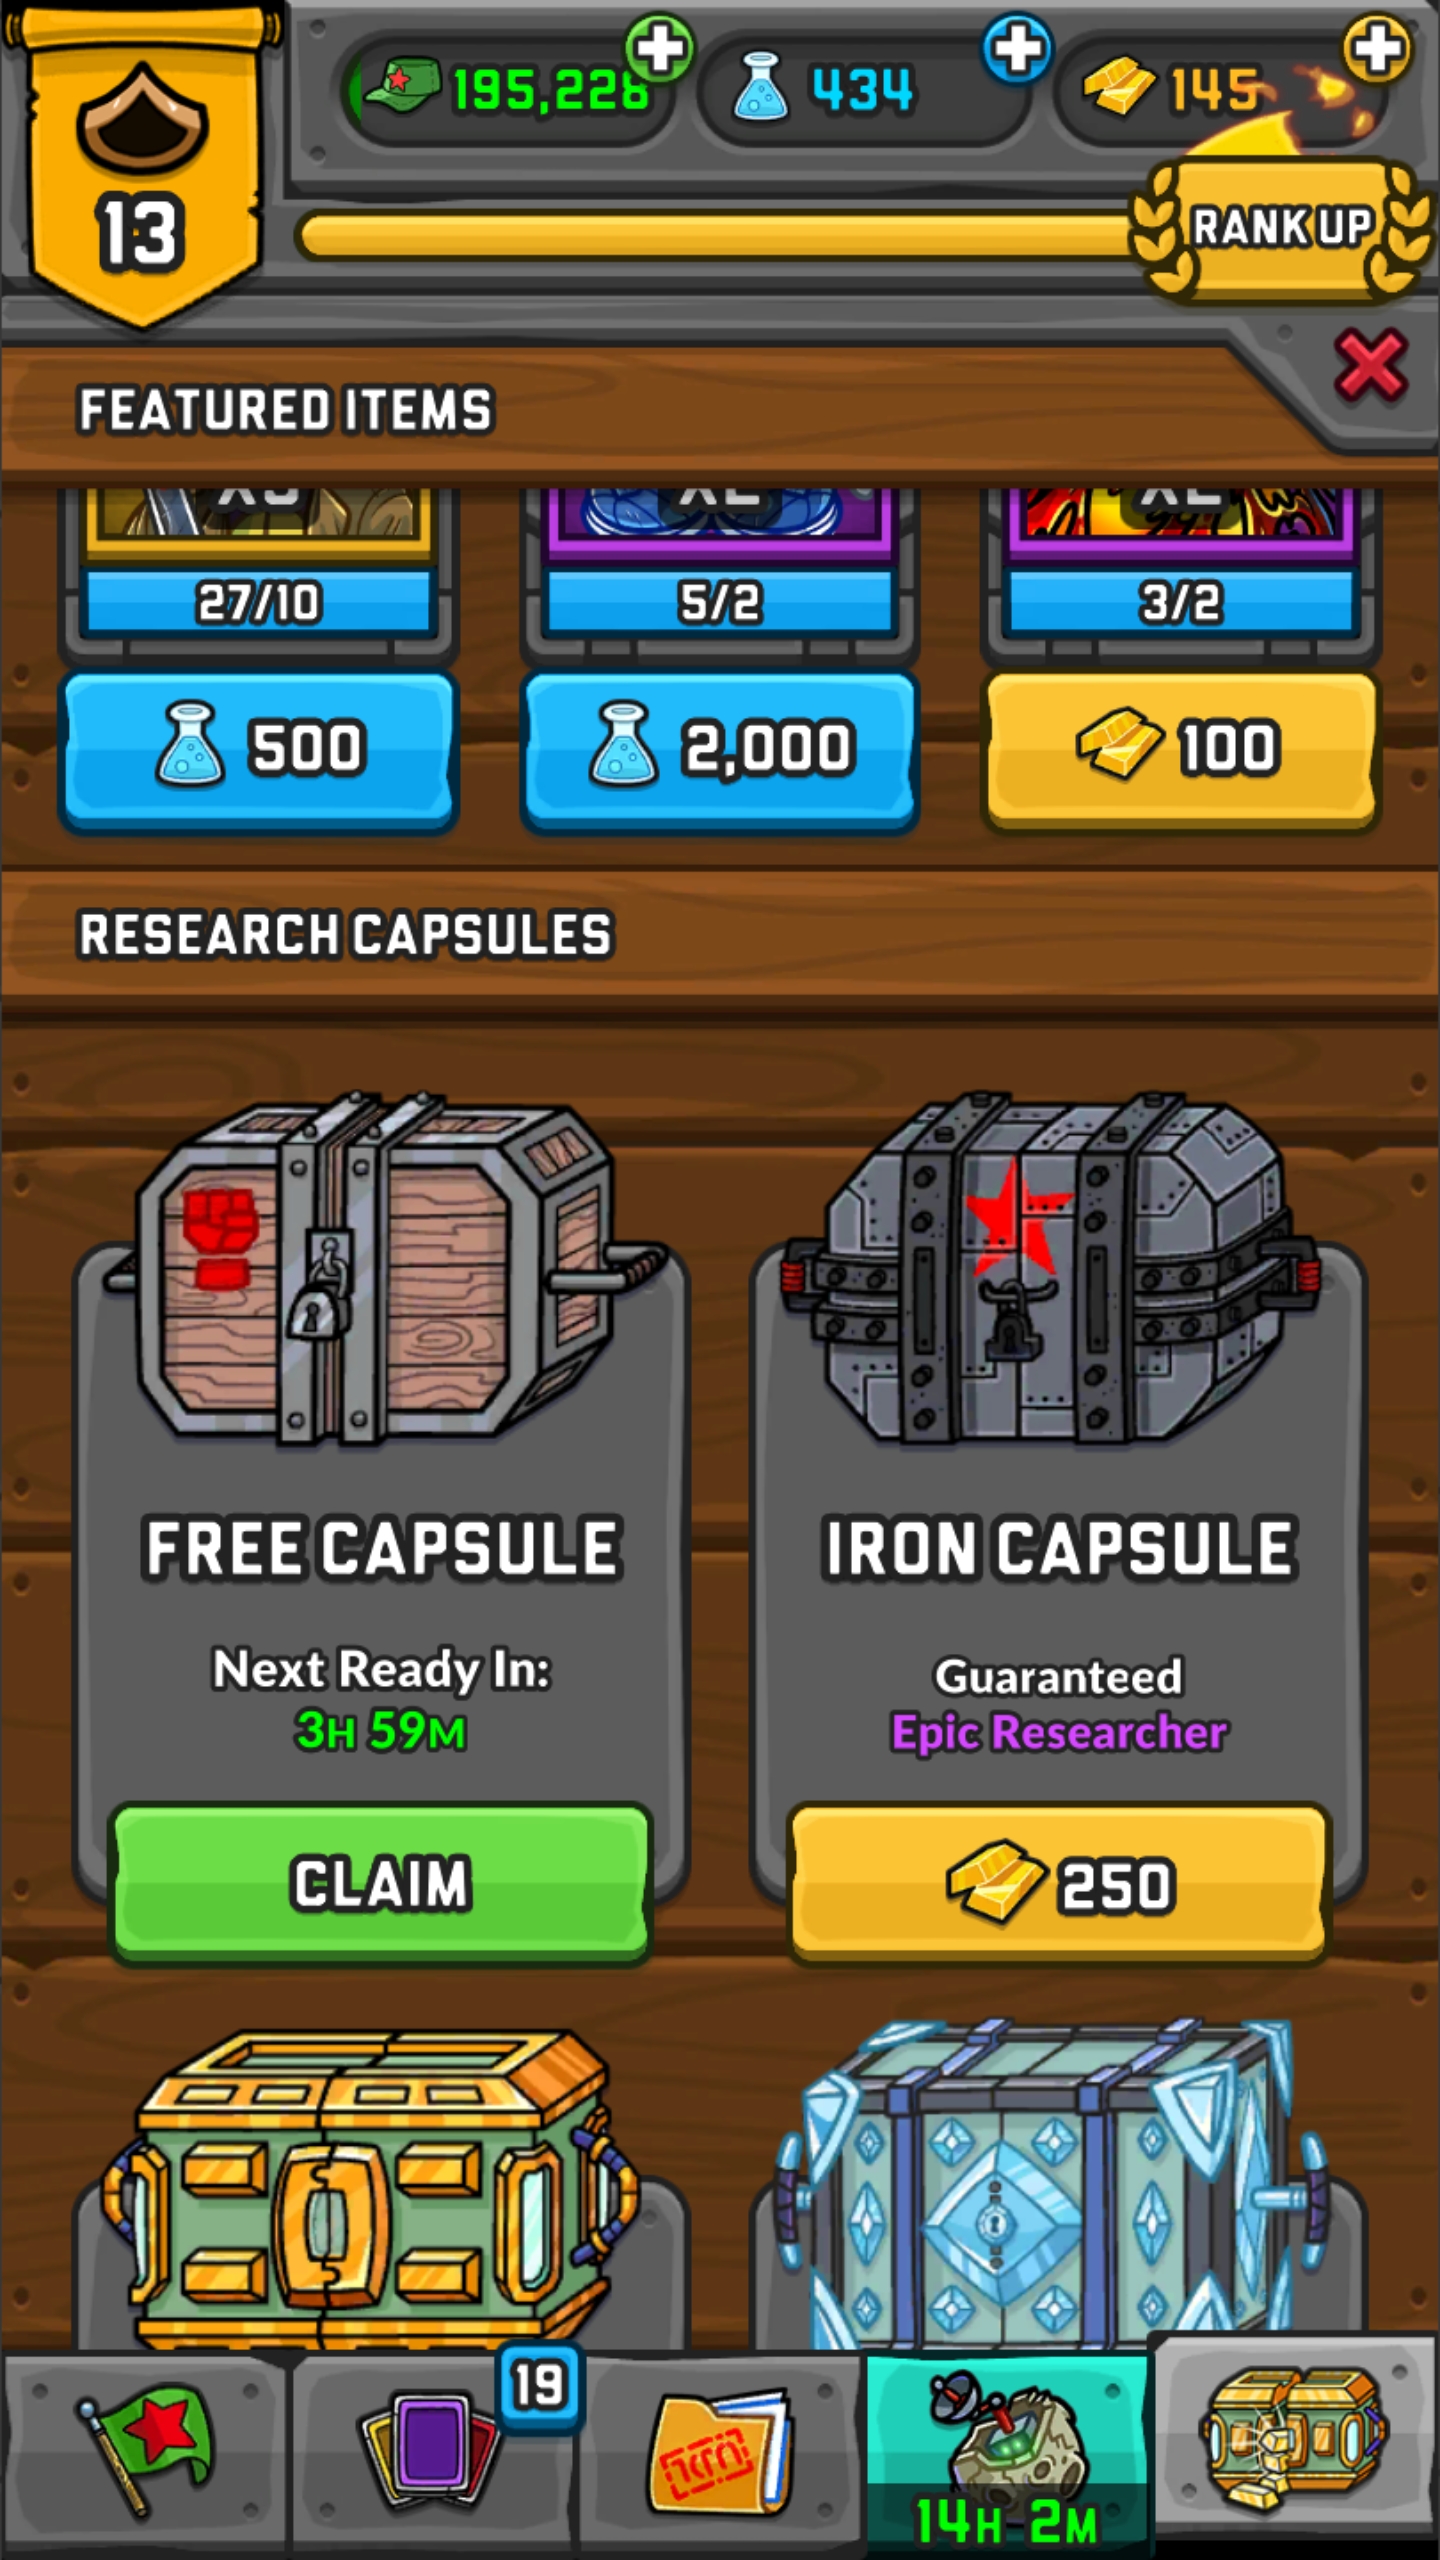 195,228
434
145
13
RANK UP
FEATURED ITEMS
27/10
5/2
3/2
500
2,000
100
RESEARCH CAPSULES
FREE CAPSULE
IRON CAPSULE
Next Ready In:
3H 59M
Guaranteed
Epic Researcher
CLAIM
250
19
14H 2M